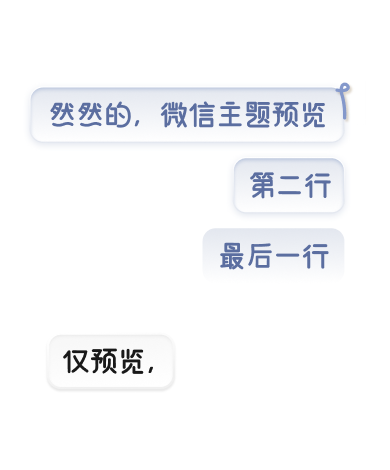 然然的，微信主题预览
第二行
最后一行
仅预览，